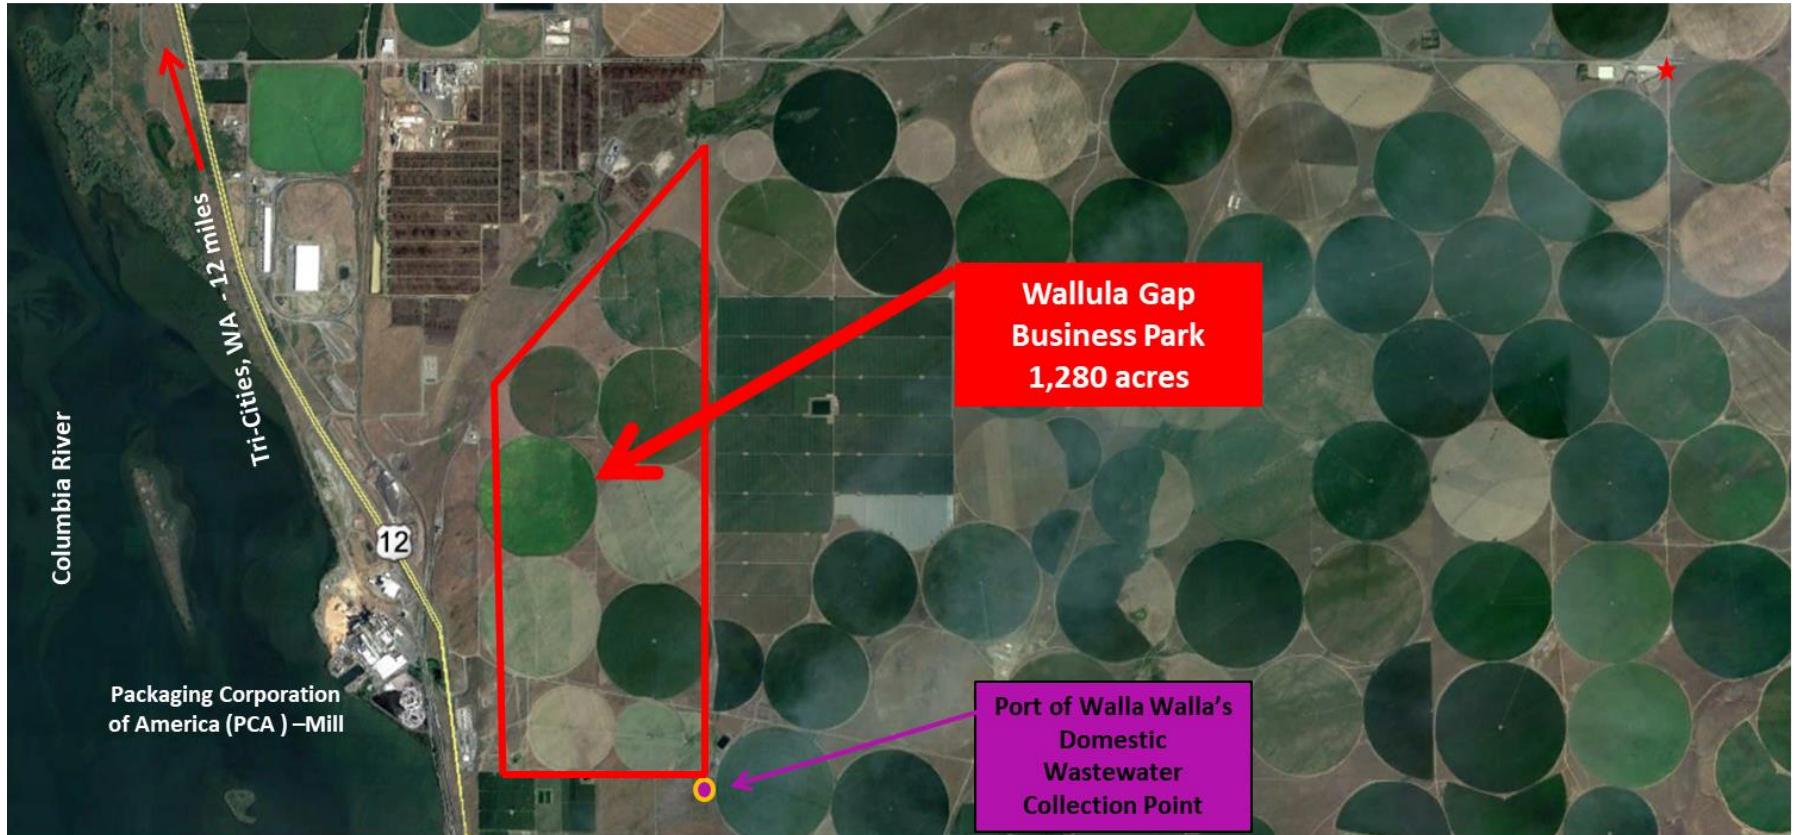 Tri-Cities, WA - 12 miles
Wallula Gap
Business Park
1,280 acres
Columbia River
12
Packaging Corporation
of America (PCA ) –Mill
Port of Walla Walla’s
Domestic
Wastewater
Collection Point